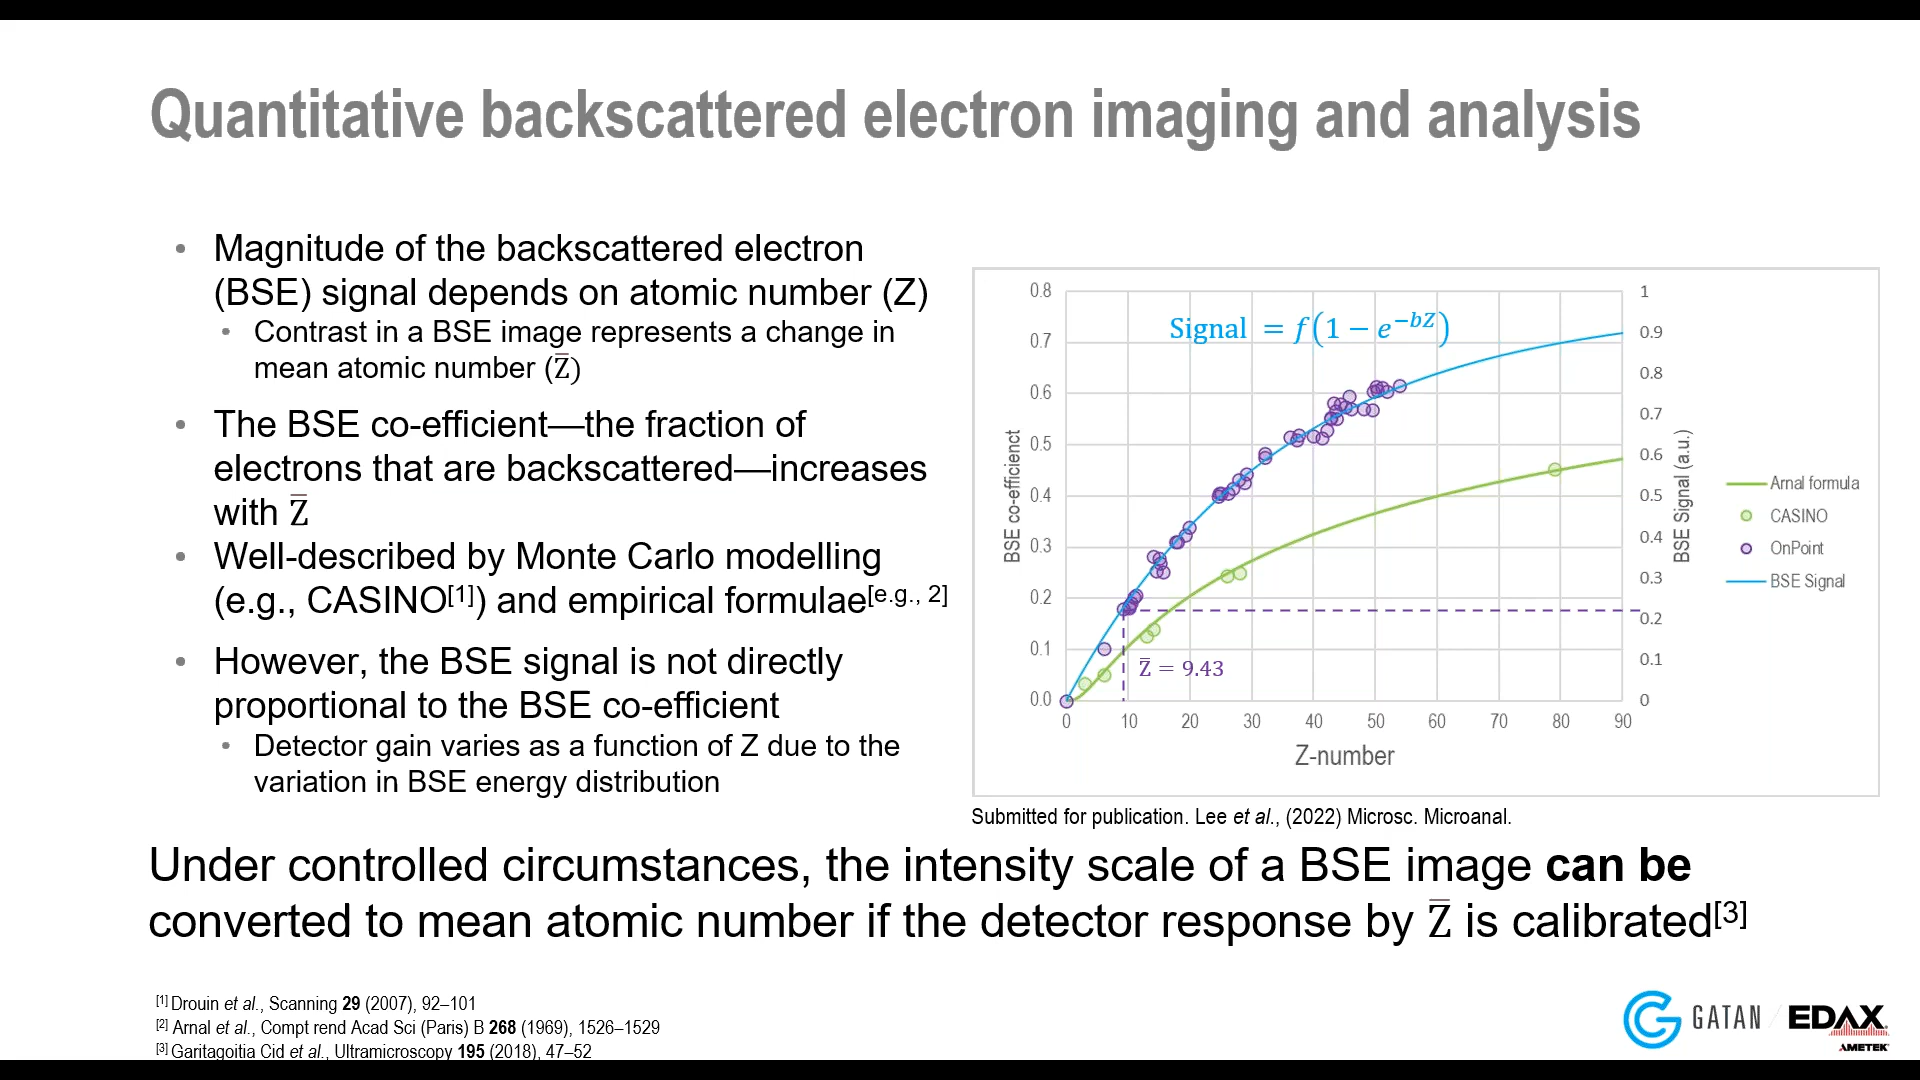 Quantitative backscattered electron imaging and analysis
• Magnitude of the backscattered electron
(BSE) signal depends on atomic number (Z)
• Contrast in a BSE image represents a change in
mean atomic number (Z̅)
• The BSE co-efficient—the fraction of
electrons that are backscattered—increases
with Z̅
• Well-described by Monte Carlo modelling
(e.g., CASINO[1]) and empirical formulae[e.g., 2]
• However, the BSE signal is not directly
proportional to the BSE co-efficient
• Detector gain varies as a function of Z due to the
variation in BSE energy distribution
Signal = f(1 − e^−bZ)
BSE co-efficienct
0.8
0.7
0.6
0.5
0.4
0.3
0.2
0.1
0.0
0 10 20 30 40 50 60 70 80 90
Z-number
Z̅ = 9.43
1
0.9
0.8
0.7
0.6
0.5
0.4
0.3
0.2
0.1
0
BSE Signal (a.u.)
Arnal formula
CASINO
OnPoint
BSE Signal
Submitted for publication. Lee et al., (2022) Microsc. Microanal.
Under controlled circumstances, the intensity scale of a BSE image can be
converted to mean atomic number if the detector response by Z̅ is calibrated[3]
[1] Drouin et al., Scanning 29 (2007), 92–101
[2] Arnal et al., Compt rend Acad Sci (Paris) B 268 (1969), 1526–1529
[3] Garitagoitia Cid et al., Ultramicroscopy 195 (2018), 47–52
GATAN / EDAX
AMETEK